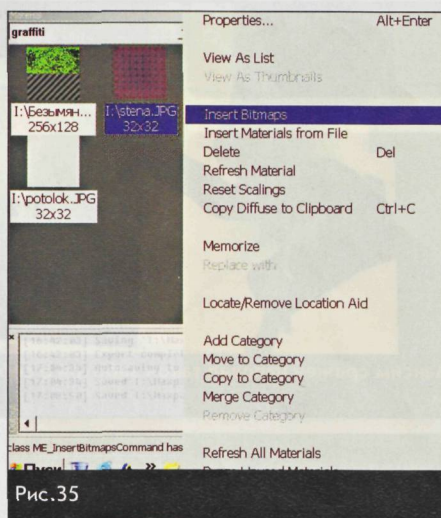 Materials
graffiti
I:\Безымян...
256x128
I:\stena.JPG
32x32
I:\potolok.JPG
32x32
Properties... Alt+Enter
View As List
View As Thumbnails
Insert Bitmaps
Insert Materials from File
Delete Del
Refresh Material
Reset Scalings
Copy Diffuse to Clipboard Ctrl+C
Memorize
Replace with
Locate/Remove Location Aid
Add Category
Move to Category
Copy to Category
Merge Category
Remove Category
Refresh All Materials
class ME_InsertBitmapsCommand has
Пуск
Рис.35